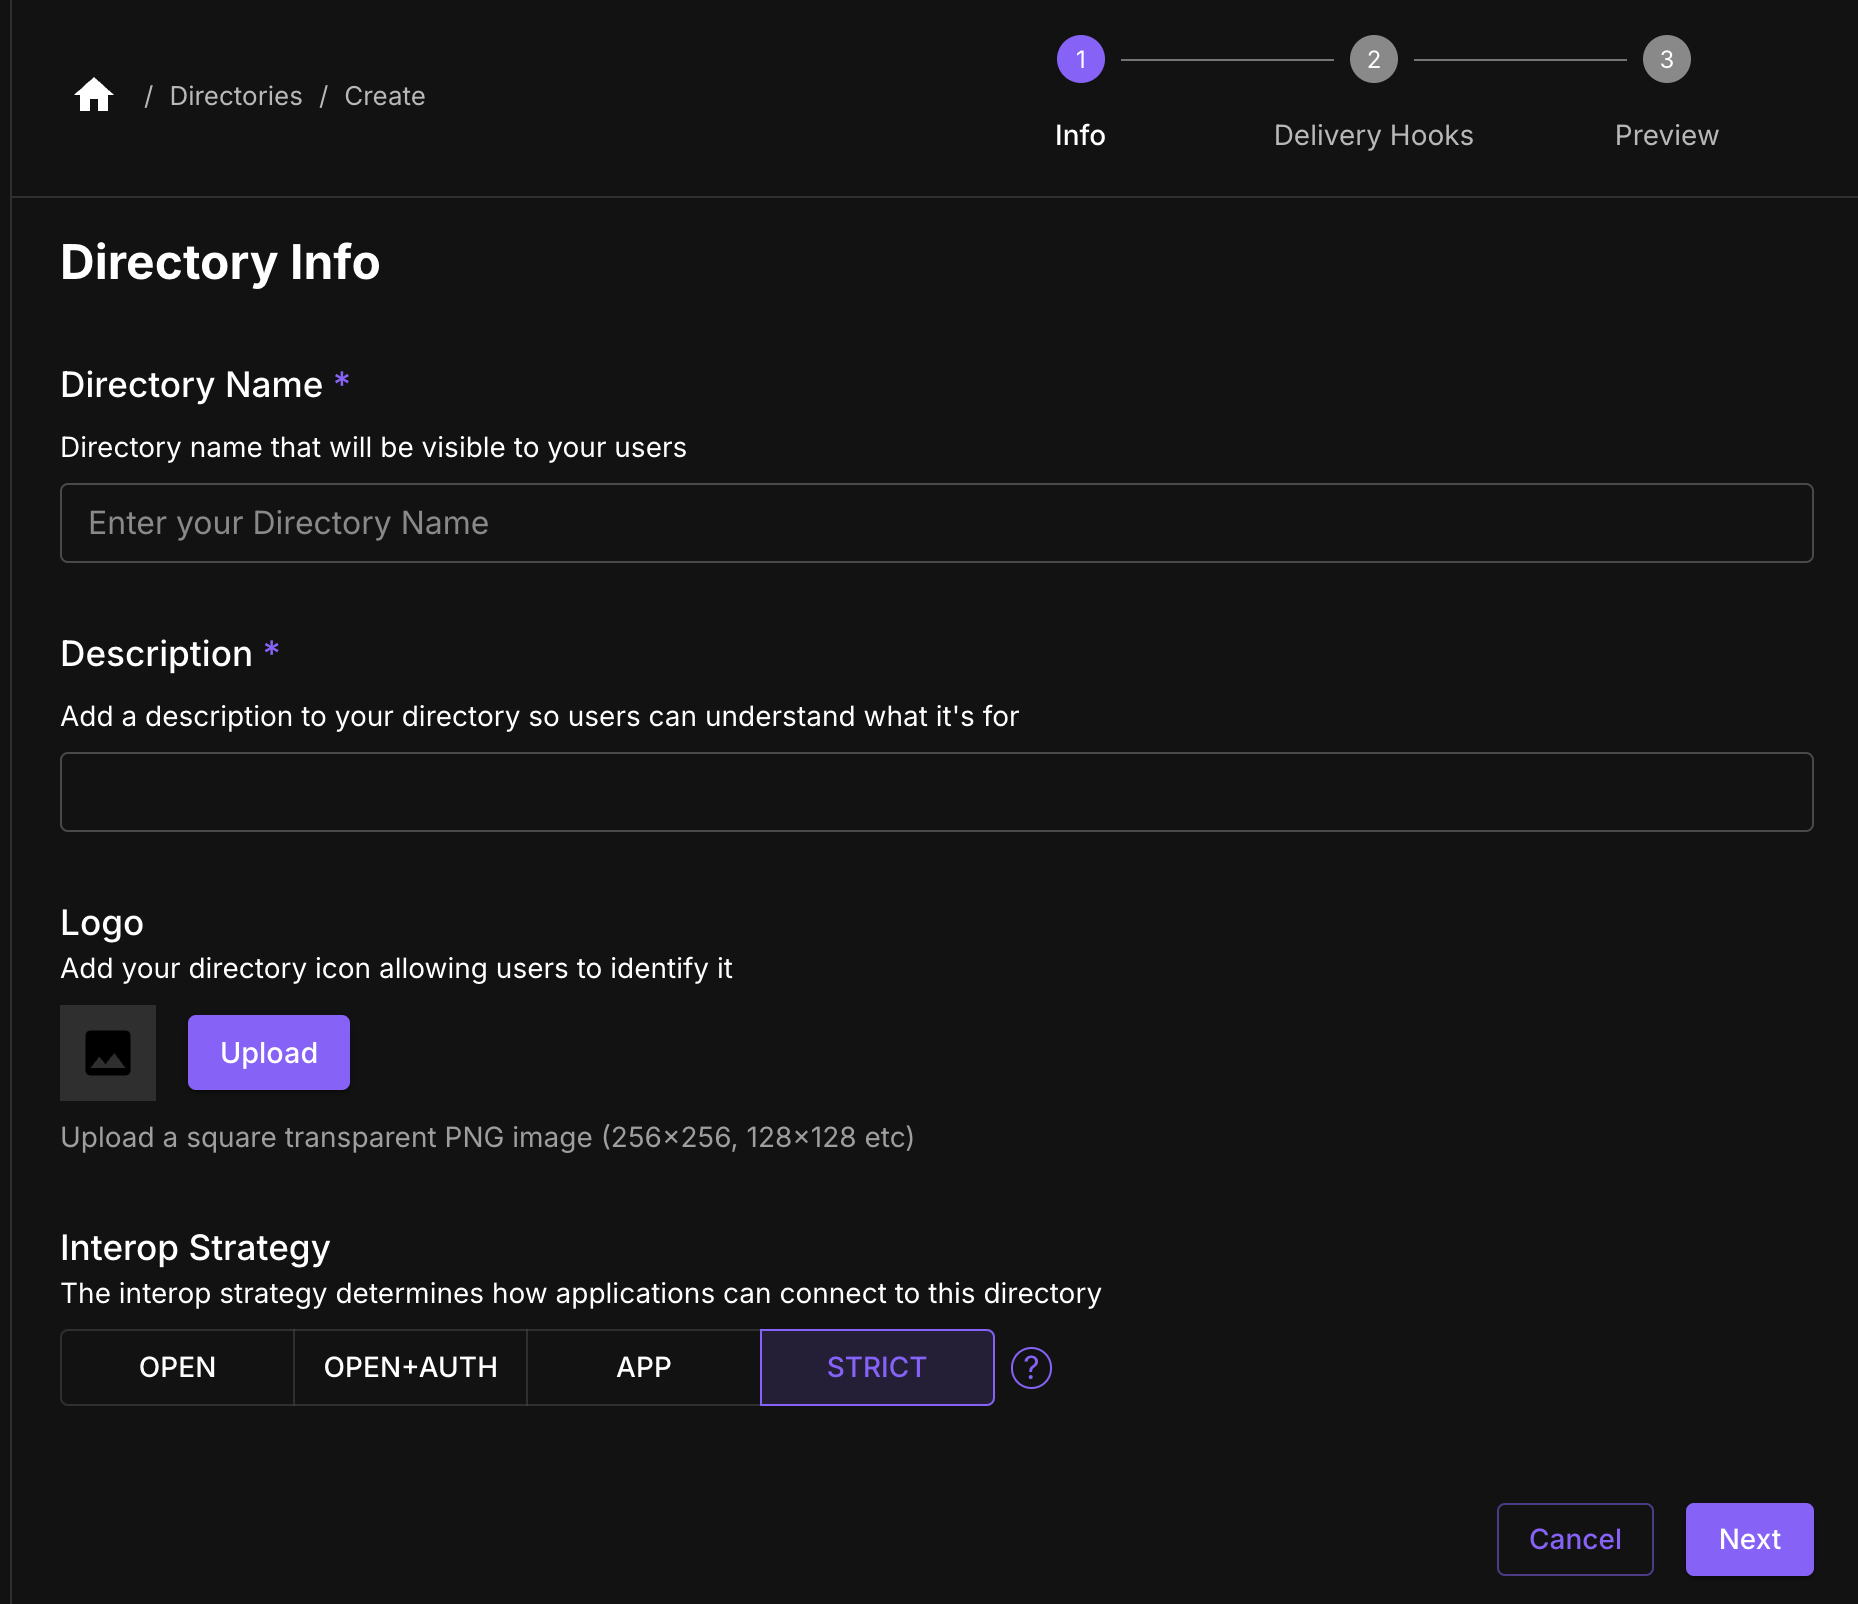 / Directories / Create
1 2 3
Info Delivery Hooks Preview
Directory Info
Directory Name *
Directory name that will be visible to your users
Enter your Directory Name
Description *
Add a description to your directory so users can understand what it's for
Logo
Add your directory icon allowing users to identify it
Upload
Upload a square transparent PNG image (256×256, 128×128 etc)
Interop Strategy
The interop strategy determines how applications can connect to this directory
OPEN OPEN+AUTH APP STRICT ?
Cancel Next